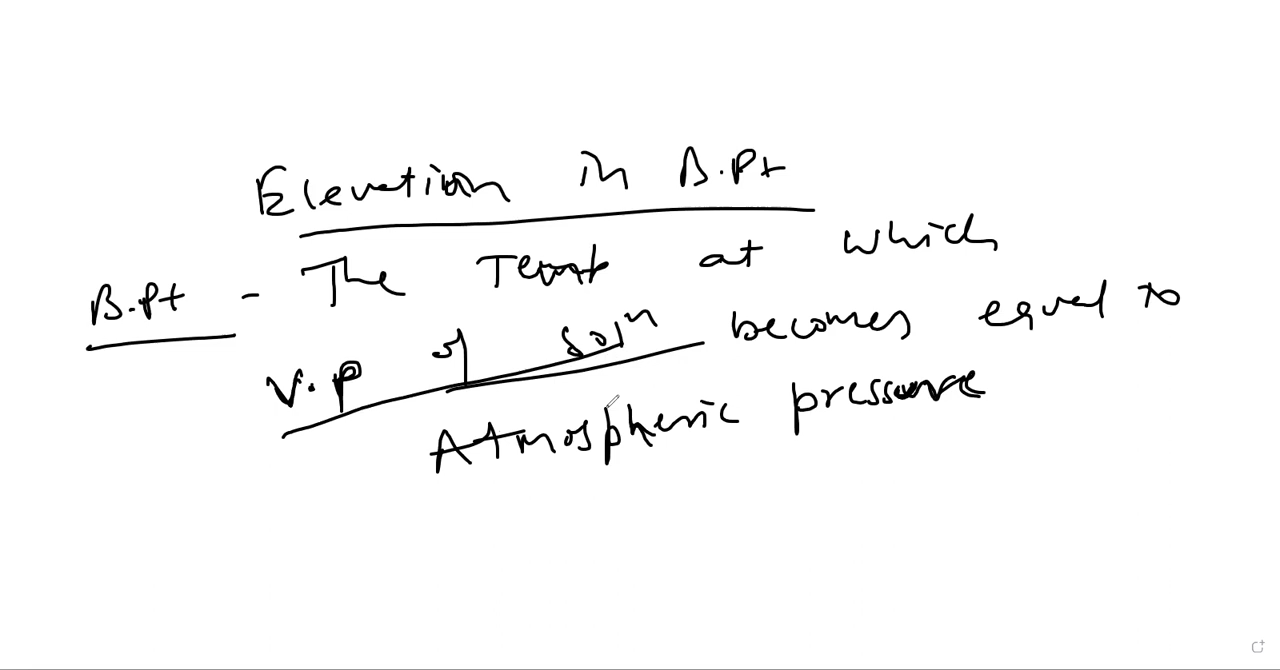 Elevation in B.Pt
B.Pt - The Temp at which
V.P of Solⁿ becomes equal to
Atmospheric pressure